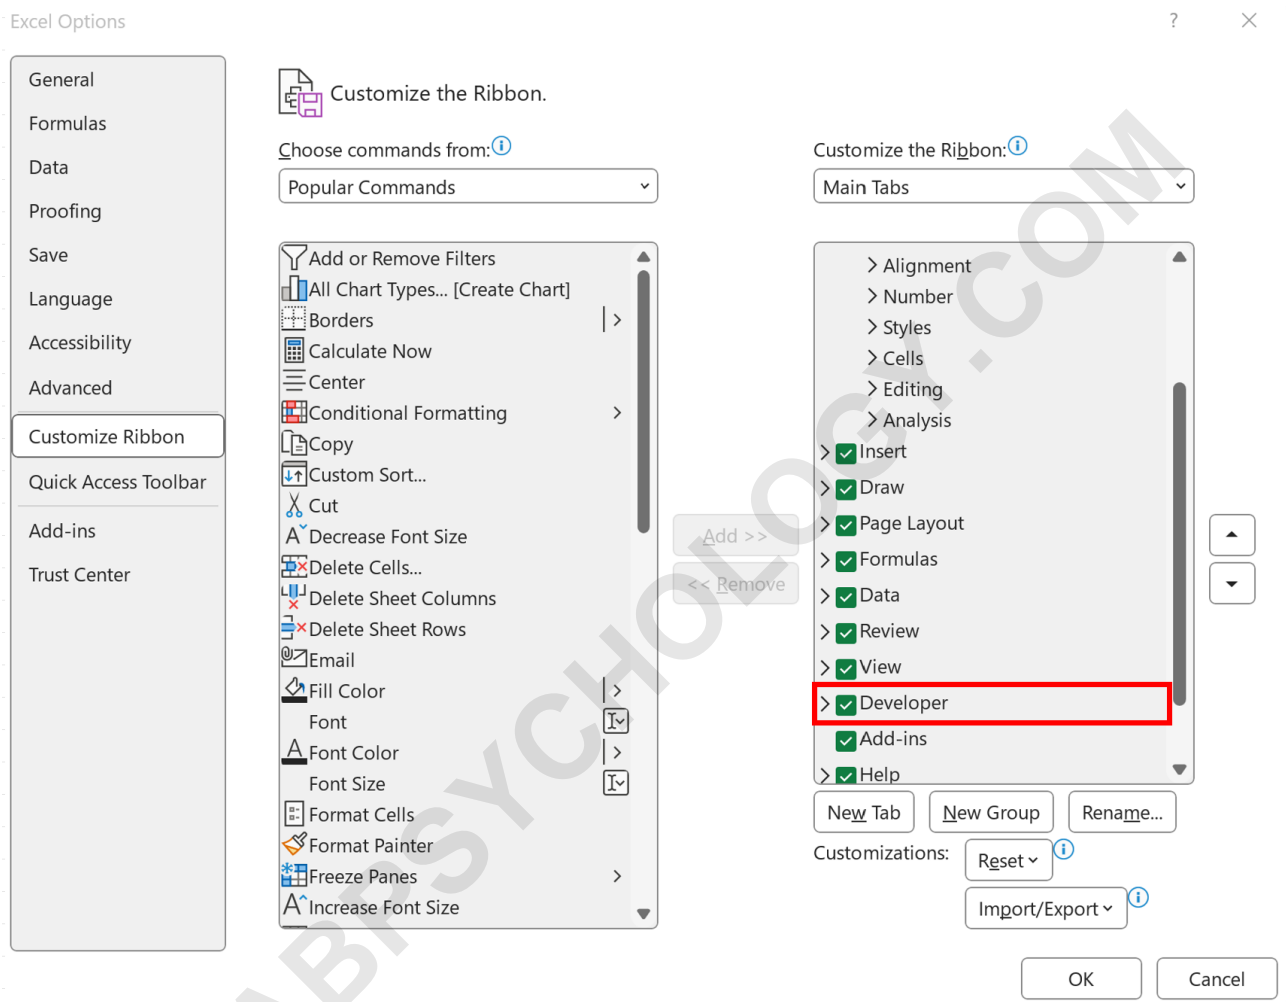 Excel Options
?
General
Formulas
Data
Proofing
Save
Language
Accessibility
Advanced
Customize Ribbon
Quick Access Toolbar
Add-ins
Trust Center
Customize the Ribbon.
Choose commands from:
Popular Commands
Add or Remove Filters
All Chart Types... [Create Chart]
Borders
Calculate Now
Center
Conditional Formatting
Copy
Custom Sort...
Cut
Decrease Font Size
Delete Cells...
Delete Sheet Columns
Delete Sheet Rows
Email
Fill Color
Font
Font Color
Font Size
Format Cells
Format Painter
Freeze Panes
Increase Font Size
Add >>
<< Remove
Customize the Ribbon:
Main Tabs
Alignment
Number
Styles
Cells
Editing
Analysis
Insert
Draw
Page Layout
Formulas
Data
Review
View
Developer
Add-ins
Help
New Tab
New Group
Rename...
Customizations:
Reset
Import/Export
OK
Cancel
ABPSYCHOLOGY.COM